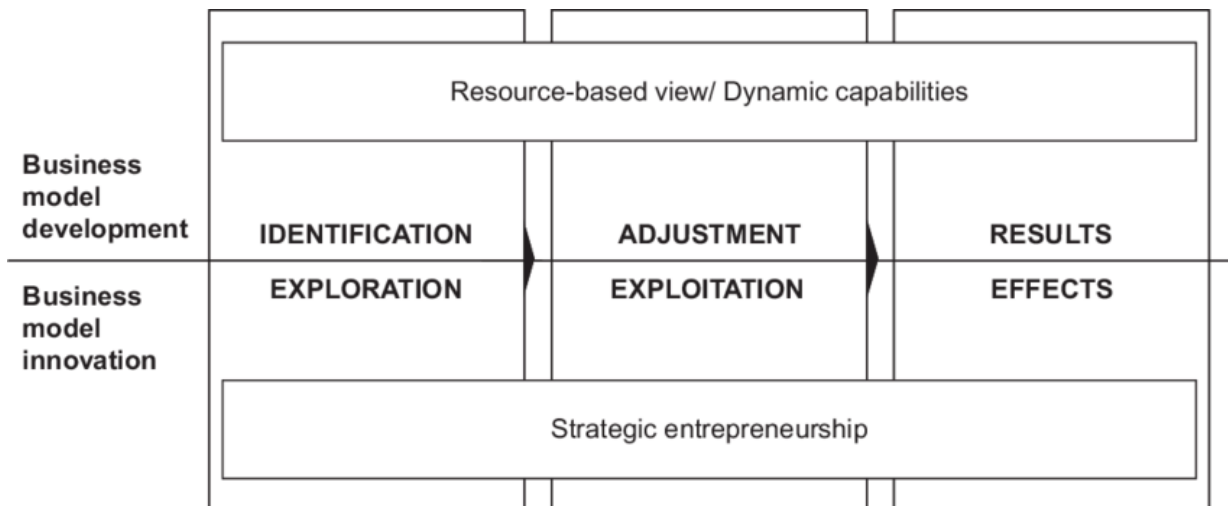 Resource-based view/ Dynamic capabilities
Business
model
development
IDENTIFICATION
ADJUSTMENT
RESULTS
Business
model
innovation
EXPLORATION
EXPLOITATION
EFFECTS
Strategic entrepreneurship